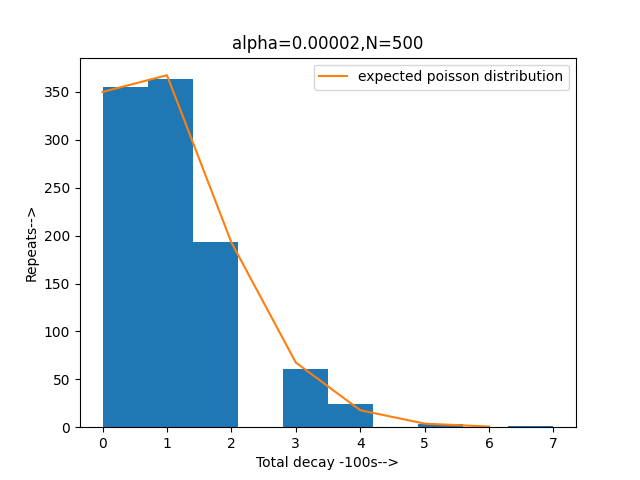 alpha=0.00002,N=500
expected poisson distribution
350
300
250
200
150
100
50
0
Repeats-->
0 1 2 3 4 5 6 7
Total decay -100s-->